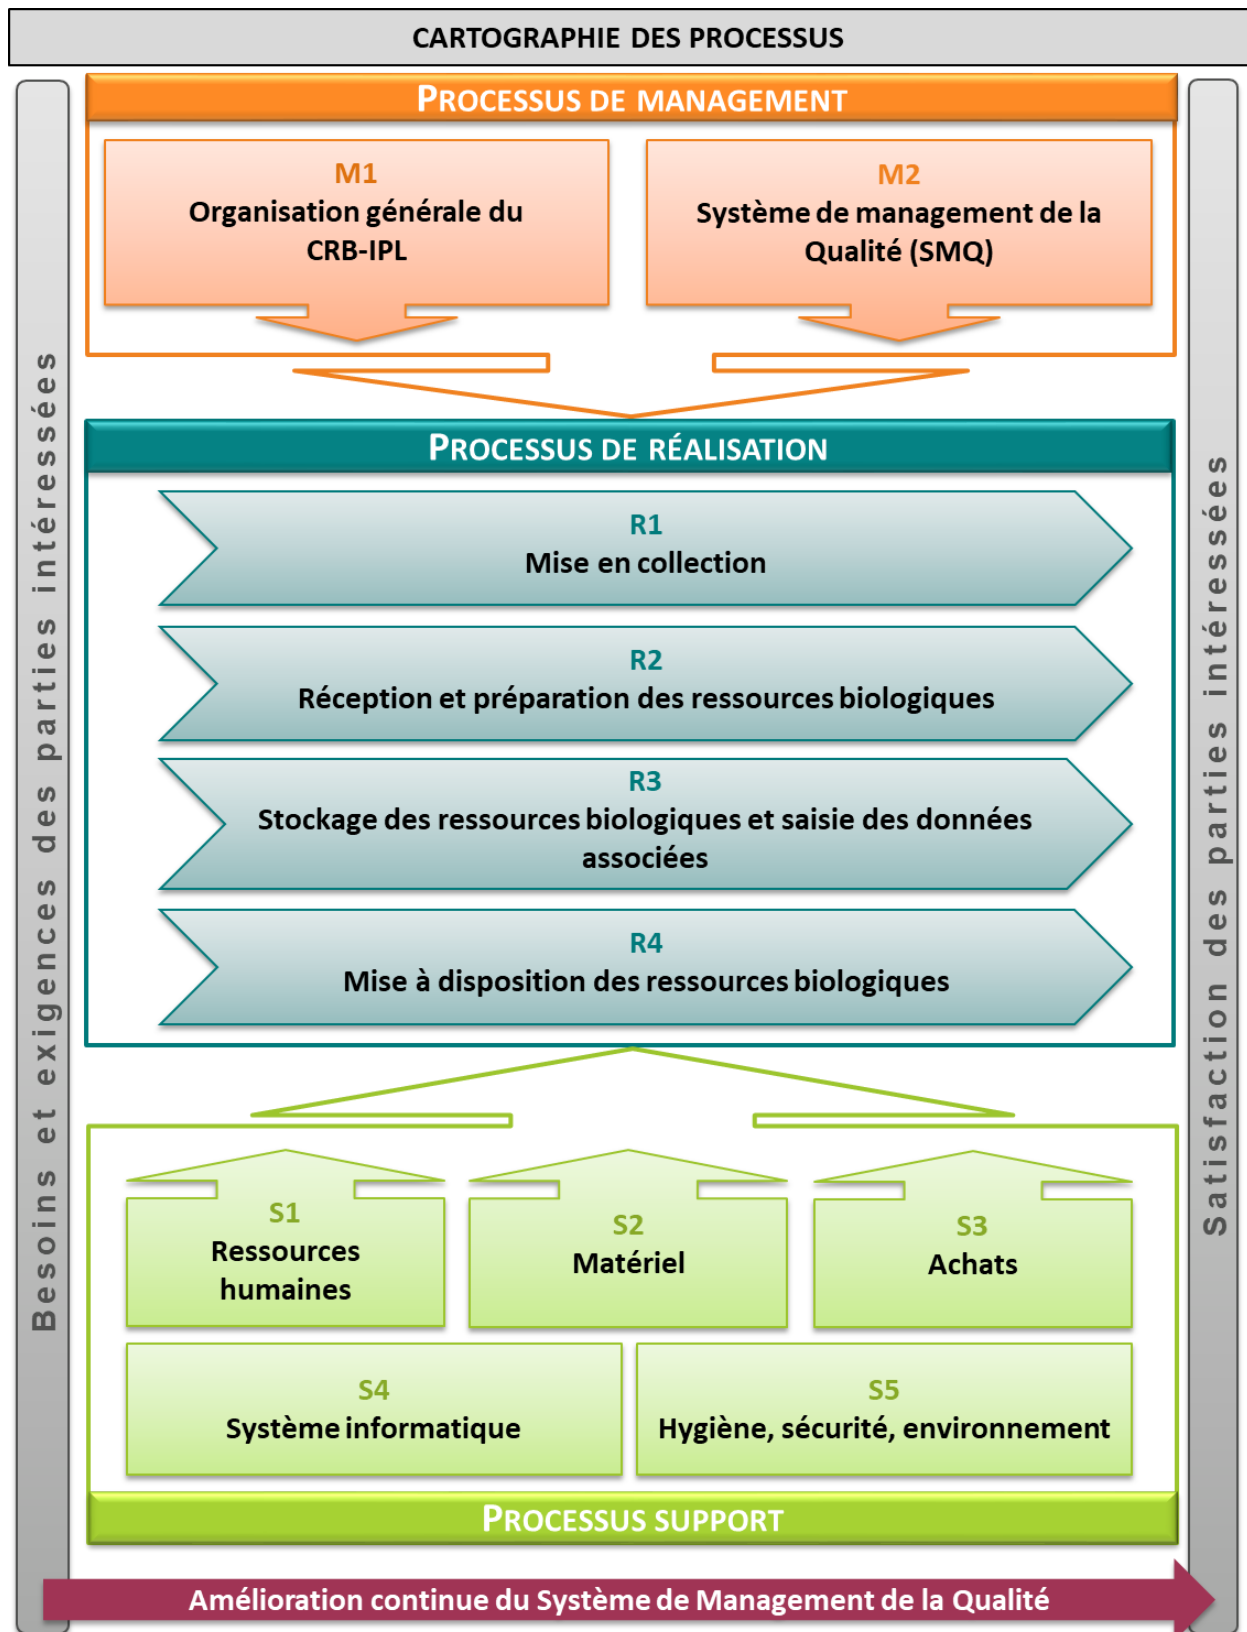 CARTOGRAPHIE DES PROCESSUS
Besoins et exigences des parties intéressées
PROCESSUS DE MANAGEMENT
M1
Organisation générale du
CRB-IPL
M2
Système de management de la
Qualité (SMQ)
PROCESSUS DE RÉALISATION
R1
Mise en collection
R2
Réception et préparation des ressources biologiques
R3
Stockage des ressources biologiques et saisie des données
associées
R4
Mise à disposition des ressources biologiques
S1
Ressources
humaines
S2
Matériel
S3
Achats
S4
Système informatique
S5
Hygiène, sécurité, environnement
PROCESSUS SUPPORT
Satisfaction des parties intéressées
Amélioration continue du Système de Management de la Qualité